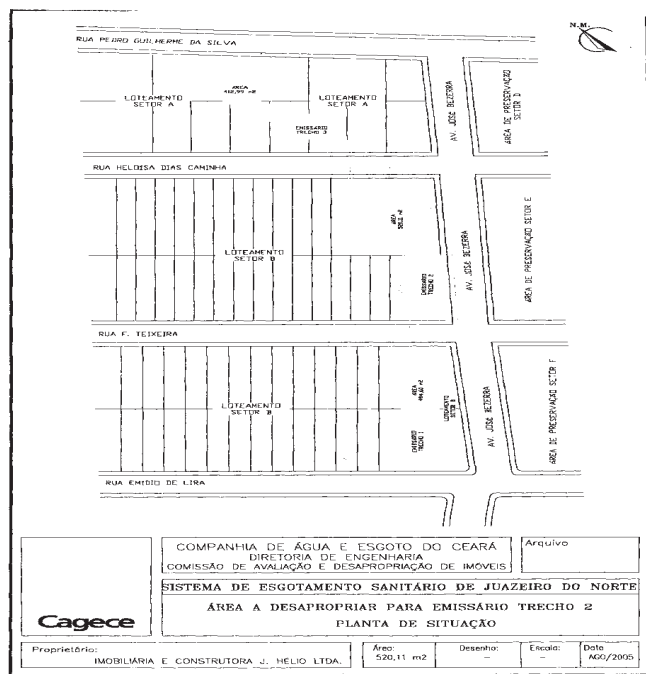 N.M.
RUA PEDRO GUILHERME DA SILVA
LOTEAMENTO
SETOR A
ÁREA
LOTEAMENTO
SETOR A
EMISSÁRIO
TRECHO 3
AV. JOSÉ BEZERRA
ÁREA DE PRESERVAÇÃO
SETOR D
RUA HELOISA DIAS CAMINHA
LOTEAMENTO
SETOR B
ÁREA
EMISSÁRIO
TRECHO 2
AV. JOSÉ BEZERRA
ÁREA DE PRESERVAÇÃO SETOR E
RUA F. TEIXEIRA
LOTEAMENTO
SETOR B
ÁREA
EMISSÁRIO
TRECHO 1
LOTEAMENTO
SETOR B
AV. JOSÉ BEZERRA
ÁREA DE PRESERVAÇÃO SETOR F
RUA EMIDIO DE LIRA
Cagece
COMPANHIA DE ÁGUA E ESGOTO DO CEARÁ
DIRETORIA DE ENGENHARIA
COMISSÃO DE AVALIAÇÃO E DESAPROPRIAÇÃO DE IMÓVEIS
Arquivo
SISTEMA DE ESGOTAMENTO SANITÁRIO DE JUAZEIRO DO NORTE
ÁREA A DESAPROPRIAR PARA EMISSÁRIO TRECHO 2
PLANTA DE SITUAÇÃO
Proprietário:
IMOBILIÁRIA E CONSTRUTORA J. HELIO LTDA.
Área:
520,11 m2
Desenho:
–
Escala:
–
Data
AGO/2005